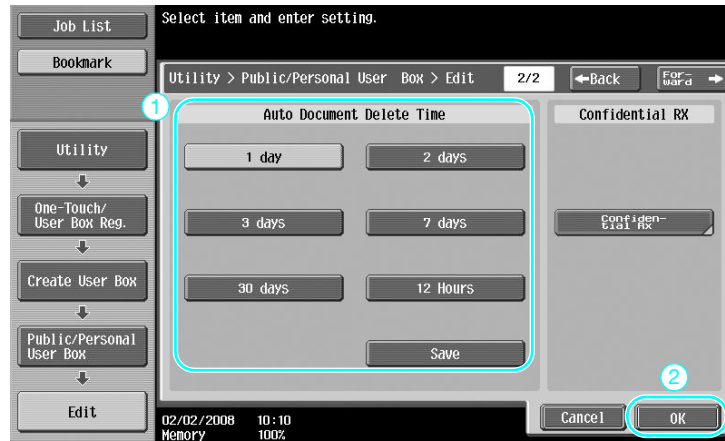 Job List
Select item and enter setting.
Bookmark
Utility > Public/Personal User Box > Edit
2/2
←Back
For-
ward →
1
Auto Document Delete Time
Confidential RX
Utility
1 day
2 days
One-Touch/
User Box Reg.
3 days
7 days
Confiden-
tial Rx
Create User Box
30 days
12 Hours
Public/Personal
User Box
Save
2
Edit
02/02/2008 10:10
Memory 100%
Cancel
OK